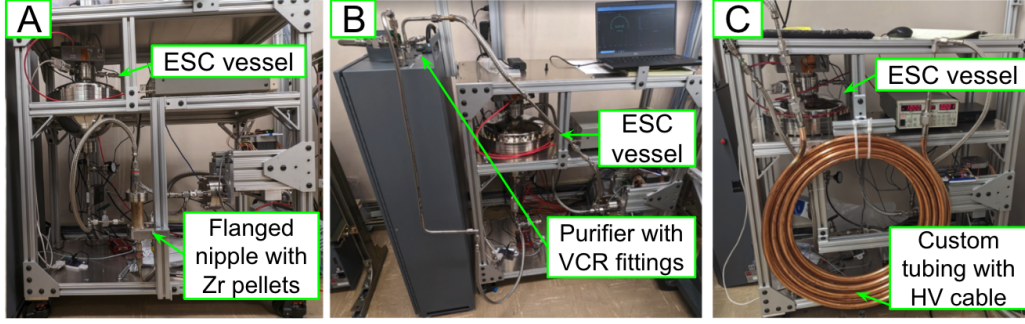 A
ESC vessel
Flanged
nipple with
Zr pellets
B
ESC
vessel
Purifier with
VCR fittings
C
ESC vessel
Custom
tubing with
HV cable